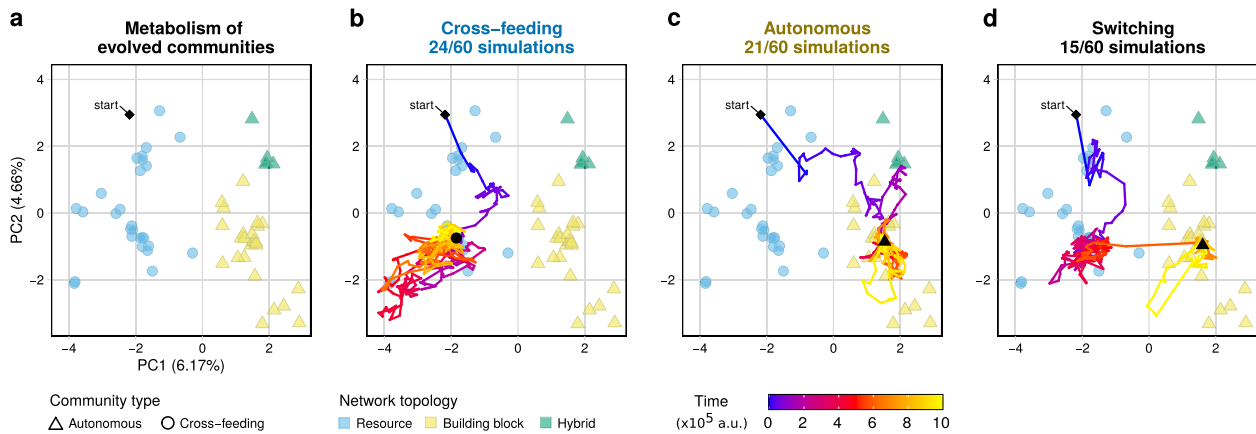 a
Metabolism of
evolved communities
b
Cross−feeding
24/60 simulations
c
Autonomous
21/60 simulations
d
Switching
15/60 simulations
PC2 (4.66%)
4
2
0
−2
start
−4
−2
0
2
PC1 (6.17%)
4
2
0
−2
start
−4
−2
0
2
4
2
0
−2
start
−4
−2
0
2
4
2
0
−2
start
−4
−2
0
2
Community type
Autonomous
Cross−feeding
Network topology
Resource
Building block
Hybrid
Time
(x10⁵ a.u.)
0 2 4 6 8 10